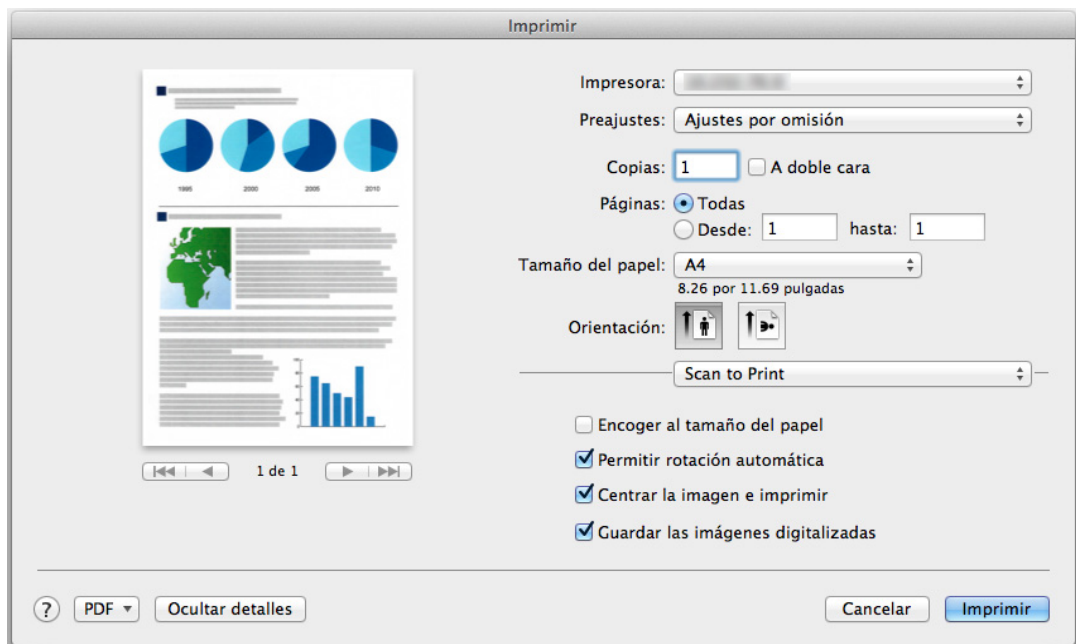 Imprimir
1995 2000 2005 2010
1 de 1
Impresora:
Preajustes: Ajustes por omisión
Copias: 1 A doble cara
Páginas: Todas
Desde: 1 hasta: 1
Tamaño del papel: A4
8.26 por 11.69 pulgadas
Orientación:
Scan to Print
Encoger al tamaño del papel
Permitir rotación automática
Centrar la imagen e imprimir
Guardar las imágenes digitalizadas
? PDF Ocultar detalles Cancelar Imprimir